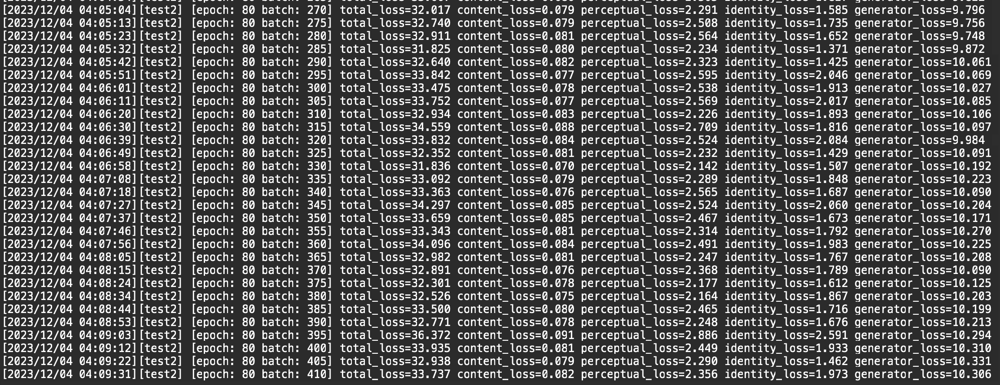 [2023/12/04 04:05:04][test2] [epoch: 80 batch: 270] total_loss=32.017 content_loss=0.079 perceptual_loss=2.291 identity_loss=1.585 generator_loss=9.796
[2023/12/04 04:05:13][test2] [epoch: 80 batch: 275] total_loss=32.740 content_loss=0.079 perceptual_loss=2.508 identity_loss=1.735 generator_loss=9.756
[2023/12/04 04:05:23][test2] [epoch: 80 batch: 280] total_loss=32.911 content_loss=0.081 perceptual_loss=2.564 identity_loss=1.652 generator_loss=9.748
[2023/12/04 04:05:32][test2] [epoch: 80 batch: 285] total_loss=31.825 content_loss=0.080 perceptual_loss=2.234 identity_loss=1.371 generator_loss=9.872
[2023/12/04 04:05:42][test2] [epoch: 80 batch: 290] total_loss=32.640 content_loss=0.082 perceptual_loss=2.323 identity_loss=1.425 generator_loss=10.061
[2023/12/04 04:05:51][test2] [epoch: 80 batch: 295] total_loss=33.842 content_loss=0.077 perceptual_loss=2.595 identity_loss=2.046 generator_loss=10.069
[2023/12/04 04:06:01][test2] [epoch: 80 batch: 300] total_loss=33.475 content_loss=0.078 perceptual_loss=2.538 identity_loss=1.913 generator_loss=10.027
[2023/12/04 04:06:11][test2] [epoch: 80 batch: 305] total_loss=33.752 content_loss=0.077 perceptual_loss=2.569 identity_loss=2.017 generator_loss=10.085
[2023/12/04 04:06:20][test2] [epoch: 80 batch: 310] total_loss=32.934 content_loss=0.083 perceptual_loss=2.226 identity_loss=1.893 generator_loss=10.106
[2023/12/04 04:06:30][test2] [epoch: 80 batch: 315] total_loss=34.559 content_loss=0.088 perceptual_loss=2.709 identity_loss=1.816 generator_loss=10.097
[2023/12/04 04:06:39][test2] [epoch: 80 batch: 320] total_loss=33.832 content_loss=0.084 perceptual_loss=2.524 identity_loss=2.084 generator_loss=9.984
[2023/12/04 04:06:49][test2] [epoch: 80 batch: 325] total_loss=32.352 content_loss=0.081 perceptual_loss=2.232 identity_loss=1.429 generator_loss=10.091
[2023/12/04 04:06:58][test2] [epoch: 80 batch: 330] total_loss=31.836 content_loss=0.070 perceptual_loss=2.142 identity_loss=1.507 generator_loss=10.192
[2023/12/04 04:07:08][test2] [epoch: 80 batch: 335] total_loss=33.092 content_loss=0.079 perceptual_loss=2.289 identity_loss=1.848 generator_loss=10.223
[2023/12/04 04:07:18][test2] [epoch: 80 batch: 340] total_loss=33.363 content_loss=0.076 perceptual_loss=2.565 identity_loss=1.687 generator_loss=10.090
[2023/12/04 04:07:27][test2] [epoch: 80 batch: 345] total_loss=34.297 content_loss=0.085 perceptual_loss=2.524 identity_loss=2.060 generator_loss=10.204
[2023/12/04 04:07:37][test2] [epoch: 80 batch: 350] total_loss=33.659 content_loss=0.085 perceptual_loss=2.467 identity_loss=1.673 generator_loss=10.171
[2023/12/04 04:07:46][test2] [epoch: 80 batch: 355] total_loss=33.343 content_loss=0.081 perceptual_loss=2.314 identity_loss=1.792 generator_loss=10.270
[2023/12/04 04:07:56][test2] [epoch: 80 batch: 360] total_loss=34.096 content_loss=0.084 perceptual_loss=2.491 identity_loss=1.983 generator_loss=10.225
[2023/12/04 04:08:05][test2] [epoch: 80 batch: 365] total_loss=32.982 content_loss=0.081 perceptual_loss=2.247 identity_loss=1.767 generator_loss=10.208
[2023/12/04 04:08:15][test2] [epoch: 80 batch: 370] total_loss=32.891 content_loss=0.076 perceptual_loss=2.368 identity_loss=1.789 generator_loss=10.090
[2023/12/04 04:08:24][test2] [epoch: 80 batch: 375] total_loss=32.301 content_loss=0.078 perceptual_loss=2.177 identity_loss=1.612 generator_loss=10.125
[2023/12/04 04:08:34][test2] [epoch: 80 batch: 380] total_loss=32.526 content_loss=0.075 perceptual_loss=2.164 identity_loss=1.867 generator_loss=10.203
[2023/12/04 04:08:44][test2] [epoch: 80 batch: 385] total_loss=33.500 content_loss=0.080 perceptual_loss=2.465 identity_loss=1.716 generator_loss=10.199
[2023/12/04 04:08:53][test2] [epoch: 80 batch: 390] total_loss=32.771 content_loss=0.078 perceptual_loss=2.248 identity_loss=1.676 generator_loss=10.213
[2023/12/04 04:09:03][test2] [epoch: 80 batch: 395] total_loss=36.372 content_loss=0.091 perceptual_loss=2.886 identity_loss=2.591 generator_loss=10.294
[2023/12/04 04:09:12][test2] [epoch: 80 batch: 400] total_loss=33.935 content_loss=0.081 perceptual_loss=2.449 identity_loss=1.933 generator_loss=10.310
[2023/12/04 04:09:22][test2] [epoch: 80 batch: 405] total_loss=32.938 content_loss=0.079 perceptual_loss=2.290 identity_loss=1.462 generator_loss=10.331
[2023/12/04 04:09:31][test2] [epoch: 80 batch: 410] total_loss=33.737 content_loss=0.082 perceptual_loss=2.356 identity_loss=1.973 generator_loss=10.306